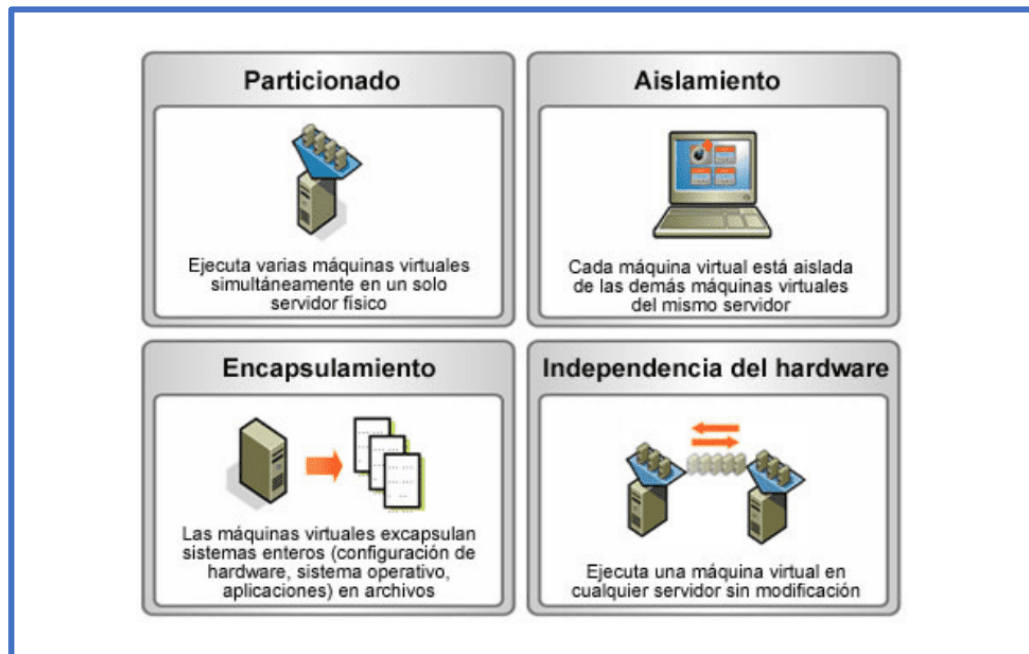 Particionado
Ejecuta varias máquinas virtuales
simultáneamente en un solo
servidor físico
Aislamiento
Cada máquina virtual está aislada
de las demás máquinas virtuales
del mismo servidor
Encapsulamiento
Las máquinas virtuales excapsulan
sistemas enteros (configuración de
hardware, sistema operativo,
aplicaciones) en archivos
Independencia del hardware
Ejecuta una máquina virtual en
cualquier servidor sin modificación